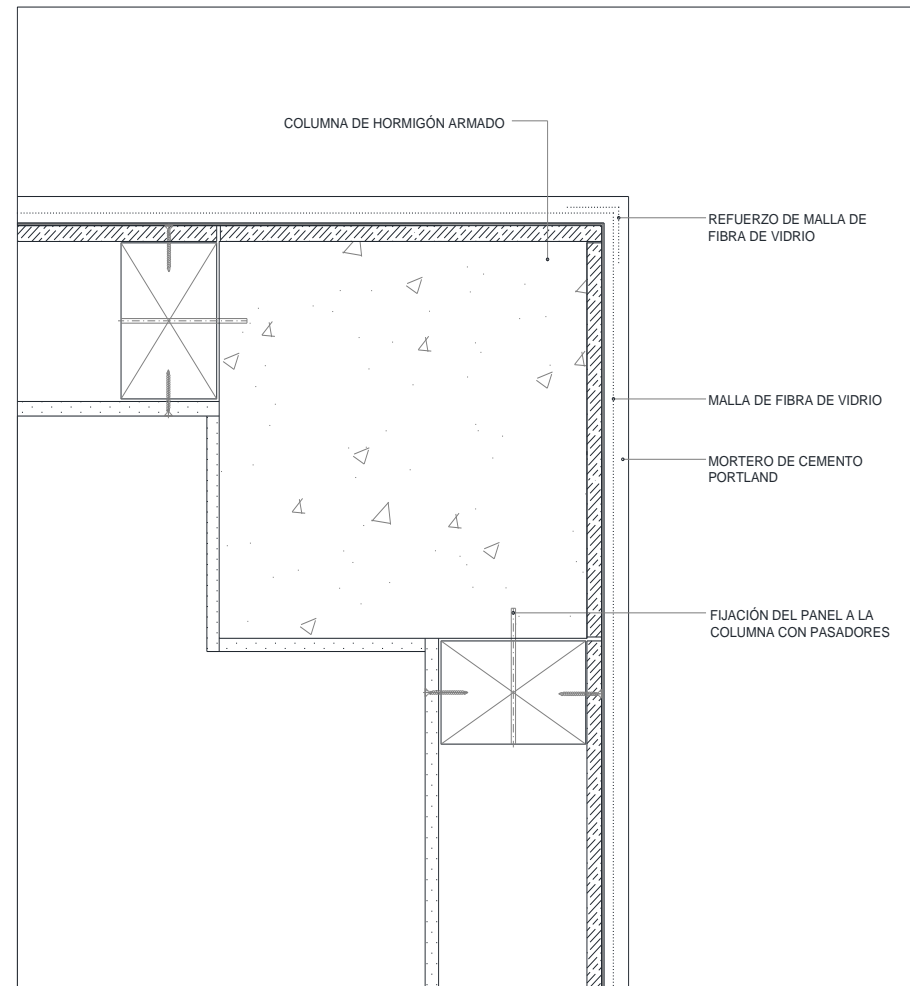 COLUMNA DE HORMIGÓN ARMADO
REFUERZO DE MALLA DE
FIBRA DE VIDRIO
MALLA DE FIBRA DE VIDRIO
MORTERO DE CEMENTO
PORTLAND
FIJACIÓN DEL PANEL A LA
COLUMNA CON PASADORES